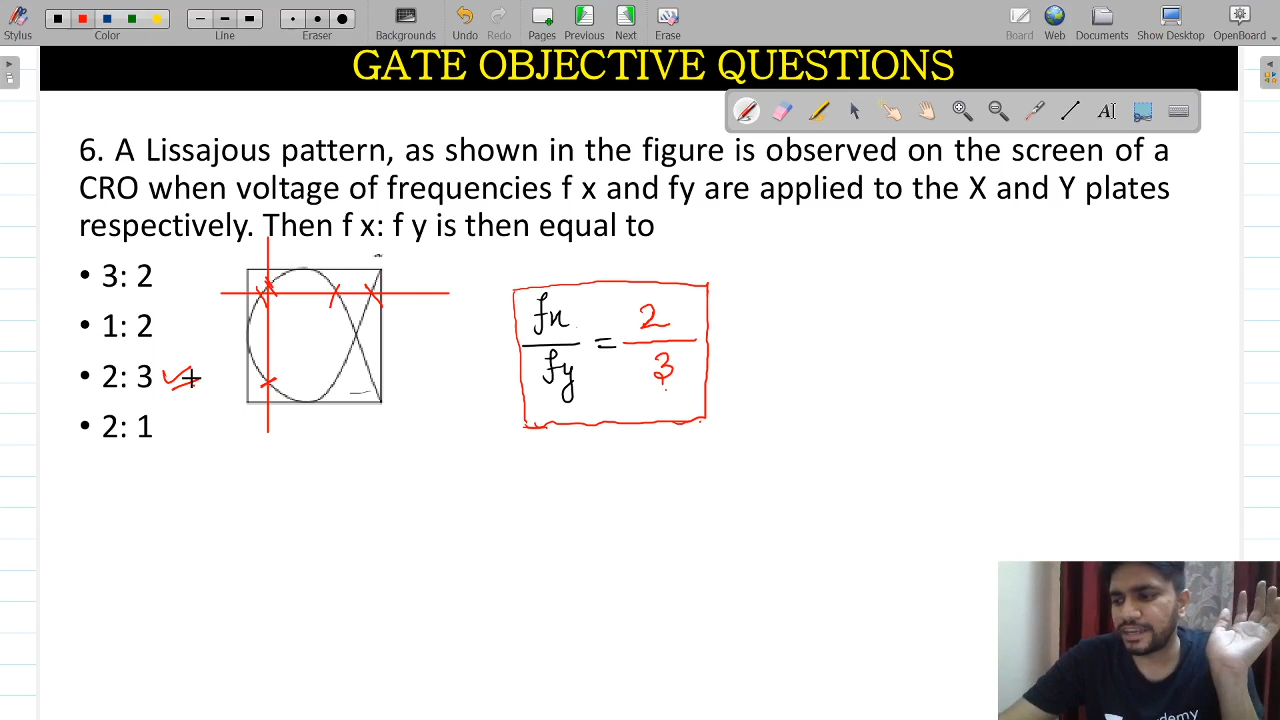 Stylus
Color
Line
Eraser
Backgrounds
Undo
Redo
Pages
Previous
Next
Erase
Board
Web
Documents
Show Desktop
OpenBoard
GATE OBJECTIVE QUESTIONS
6. A Lissajous pattern, as shown in the figure is observed on the screen of a
CRO when voltage of frequencies f x and fy are applied to the X and Y plates
respectively. Then f x: f y is then equal to
• 3: 2
• 1: 2
• 2: 3
• 2: 1
fx
fy
=
2
3